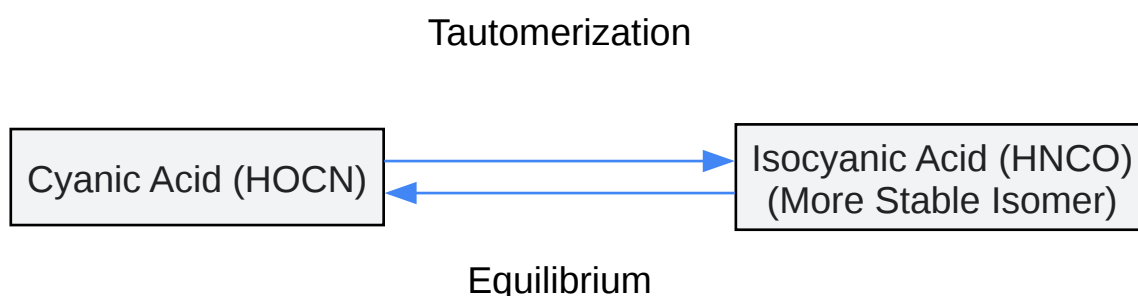 Tautomerization
Cyanic Acid (HOCN)
Isocyanic Acid (HNCO)
(More Stable Isomer)
Equilibrium